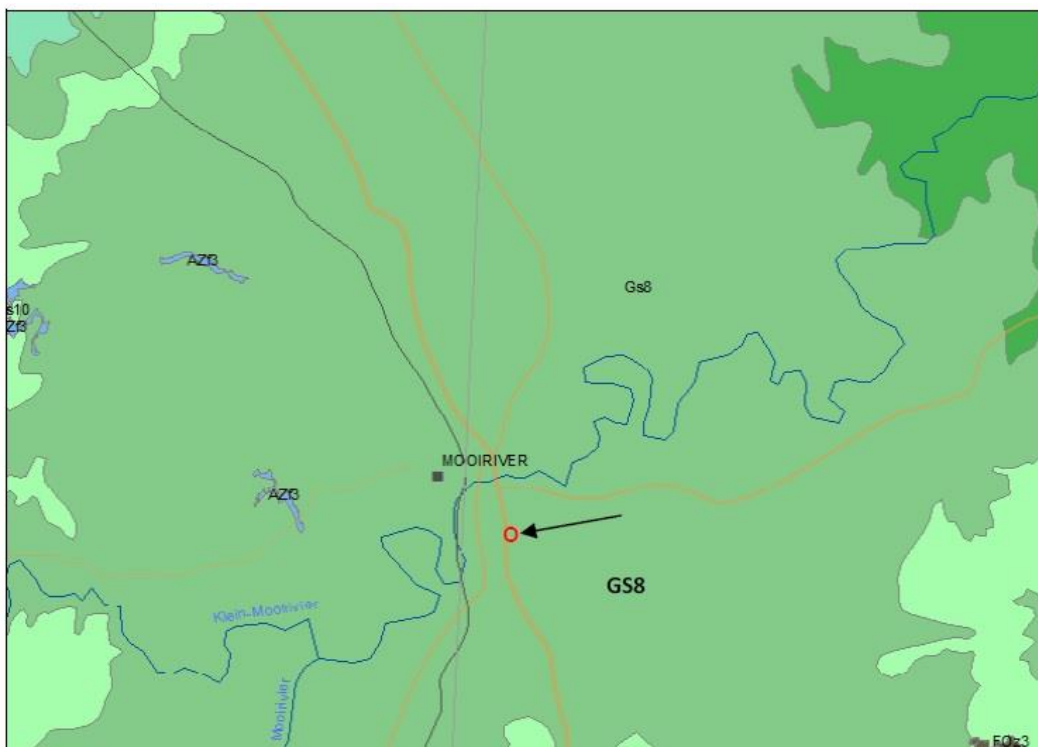 AZf3
Gs8
s10
Zf3
MOOIRIVER
AZf3
GS8
Klein-Mooirivier
Mooirivier
FOz3